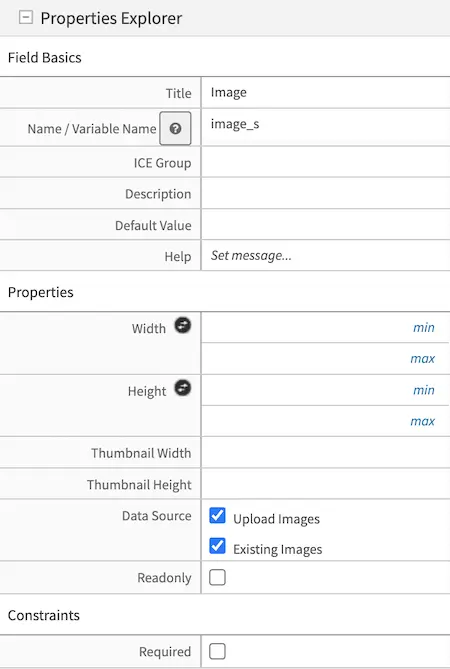 Properties Explorer
Field Basics
Title Image
Name / Variable Name ? image_s
ICE Group
Description
Default Value
Help Set message...
Properties
Width min
max
Height min
max
Thumbnail Width
Thumbnail Height
Data Source Upload Images
Existing Images
Readonly
Constraints
Required